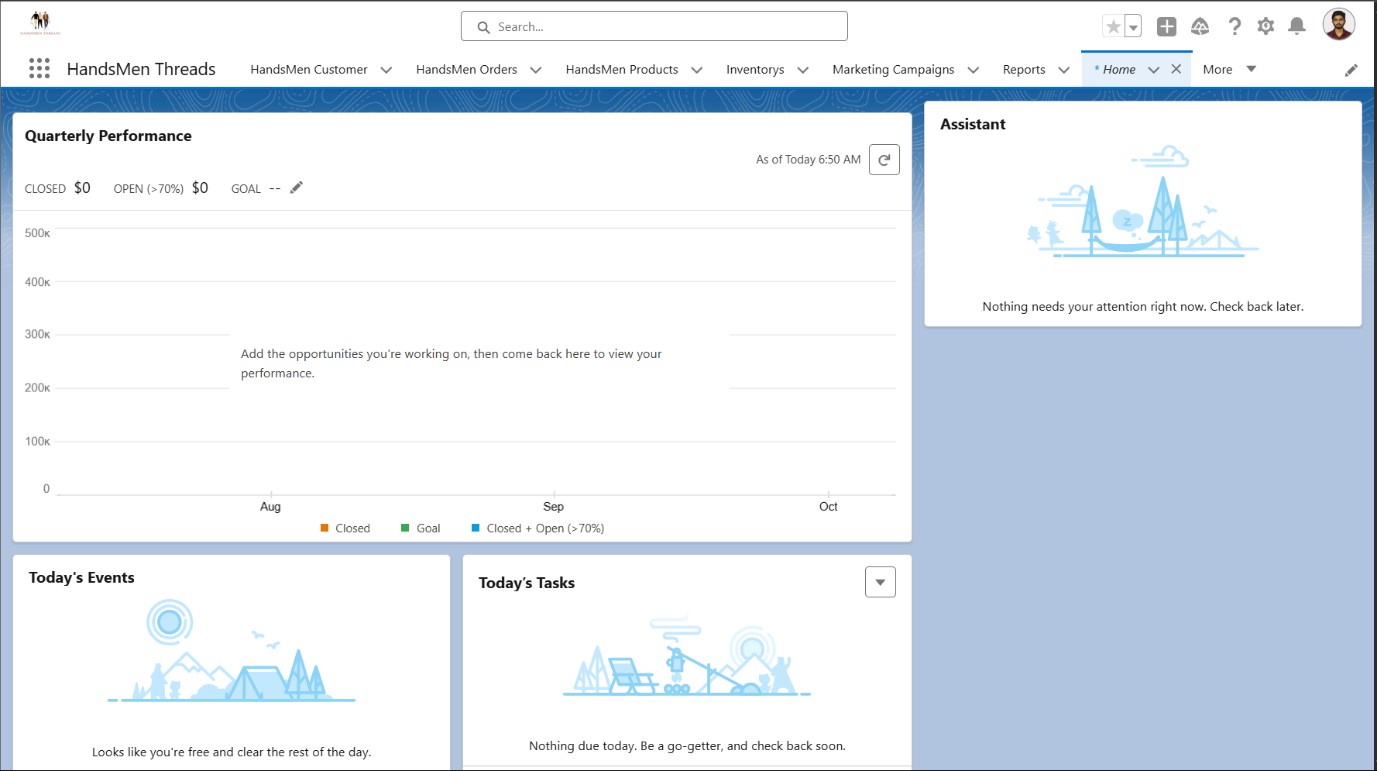 Search...
HandsMen Threads
HandsMen Customer
HandsMen Orders
HandsMen Products
Inventorys
Marketing Campaigns
Reports
* Home
More
Quarterly Performance
As of Today 6:50 AM
CLOSED $0 OPEN (>70%) $0 GOAL --
500K
400K
300K
200K
100K
0
Add the opportunities you're working on, then come back here to view your
performance.
Aug Sep Oct
Closed Goal Closed + Open (>70%)
Assistant
z
Nothing needs your attention right now. Check back later.
Today's Events
Looks like you're free and clear the rest of the day.
Today's Tasks
Nothing due today. Be a go-getter, and check back soon.